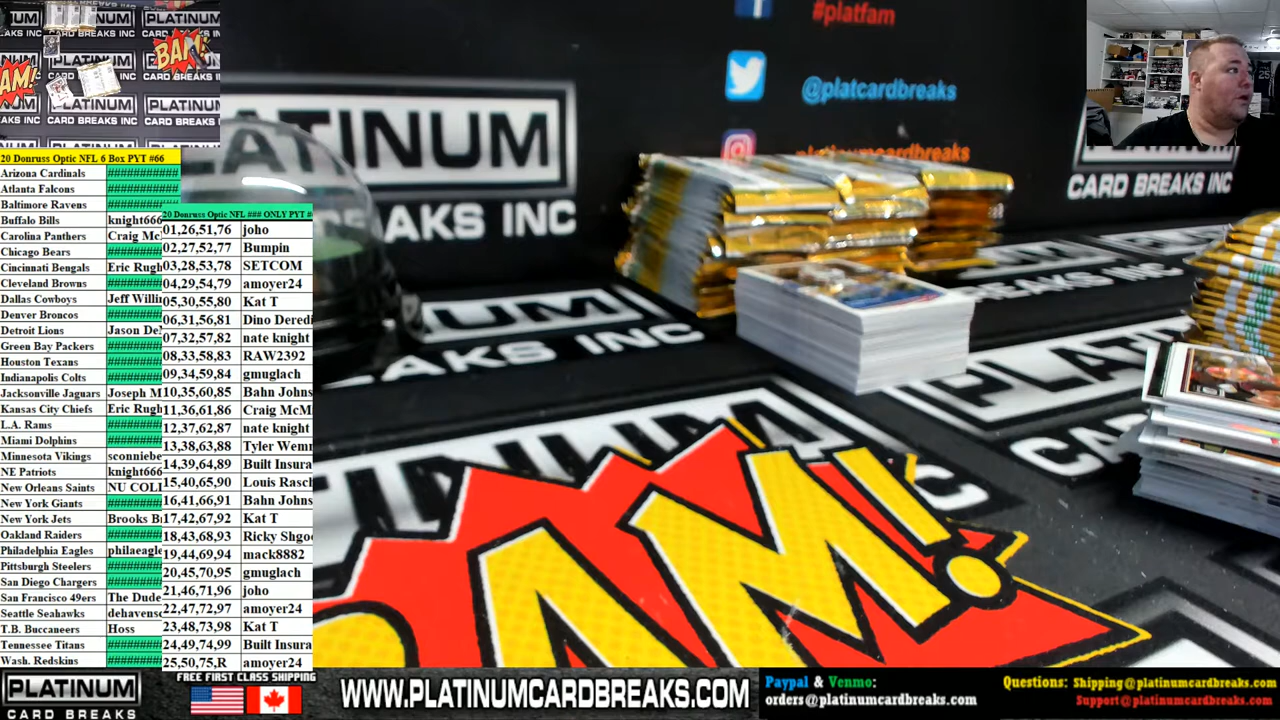 PLATINUM
CARD BREAKS INC
BAM!
#platfam
@platcardbreaks
@platinumcardbreaks
PLATINUM
CARD BREAKS INC
20 Donruss Optic NFL 6 Box PYT #66
Arizona Cardinals ###########
Atlanta Falcons ###########
Baltimore Ravens
Buffalo Bills knight666
Carolina Panthers Craig Mc
Chicago Bears
Cincinnati Bengals Eric Rugh
Cleveland Browns
Dallas Cowboys Jeff Willi
Denver Broncos
Detroit Lions Jason De
Green Bay Packers
Houston Texans
Indianapolis Colts
Jacksonville Jaguars Joseph M
Kansas City Chiefs Eric Rugh
L.A. Rams
Miami Dolphins
Minnesota Vikings sconniebe
NE Patriots knight666
New Orleans Saints NU COLL
New York Giants
New York Jets Brooks B
Oakland Raiders
Philadelphia Eagles philaeagle
Pittsburgh Steelers
San Diego Chargers
San Francisco 49ers The Dude
Seattle Seahawks dehavens
T.B. Buccaneers Hoss
Tennessee Titans
Wash. Redskins
20 Donruss Optic NFL ### ONLY PYT #
01,26,51,76 joho
02,27,52,77 Bumpin
03,28,53,78 SETCOM
04,29,54,79 amoyer24
05,30,55,80 Kat T
06,31,56,81 Dino Deredi
07,32,57,82 nate knight
08,33,58,83 RAW2392
09,34,59,84 gmuglach
10,35,60,85 Bahn Johns
11,36,61,86 Craig McM
12,37,62,87 nate knight
13,38,63,88 Tyler Wem
14,39,64,89 Built Insura
15,40,65,90 Louis Rasch
16,41,66,91 Bahn Johns
17,42,67,92 Kat T
18,43,68,93 Ricky Shgo
19,44,69,94 mack8882
20,45,70,95 gmuglach
21,46,71,96 joho
22,47,72,97 amoyer24
23,48,73,98 Kat T
24,49,74,99 Built Insura
25,50,75,R amoyer24
BAM!
PLATINUM
CARD BREAKS
FREE FIRST CLASS SHIPPING
WWW.PLATINUMCARDBREAKS.COM
Paypal & Venmo:
orders@platinumcardbreaks.com
Questions: Shipping@platinumcardbreaks.com
Support@platinumcardbreaks.com